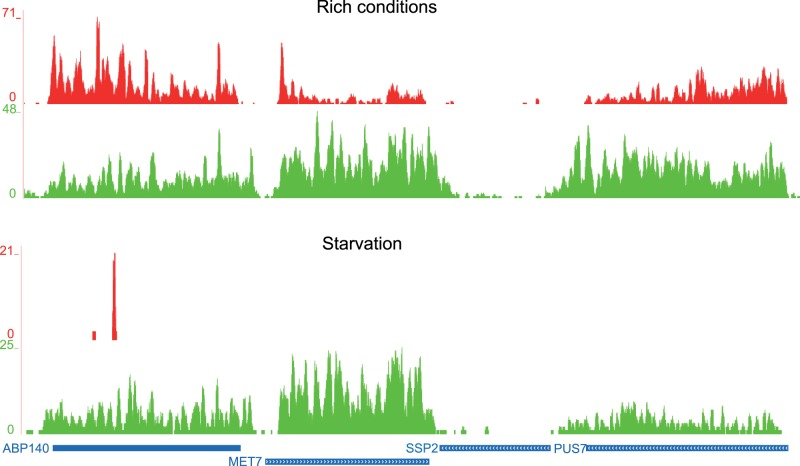 Rich conditions
71
0
48
0
Starvation
21
0
25
0
ABP140
MET7
SSP2
PUS7